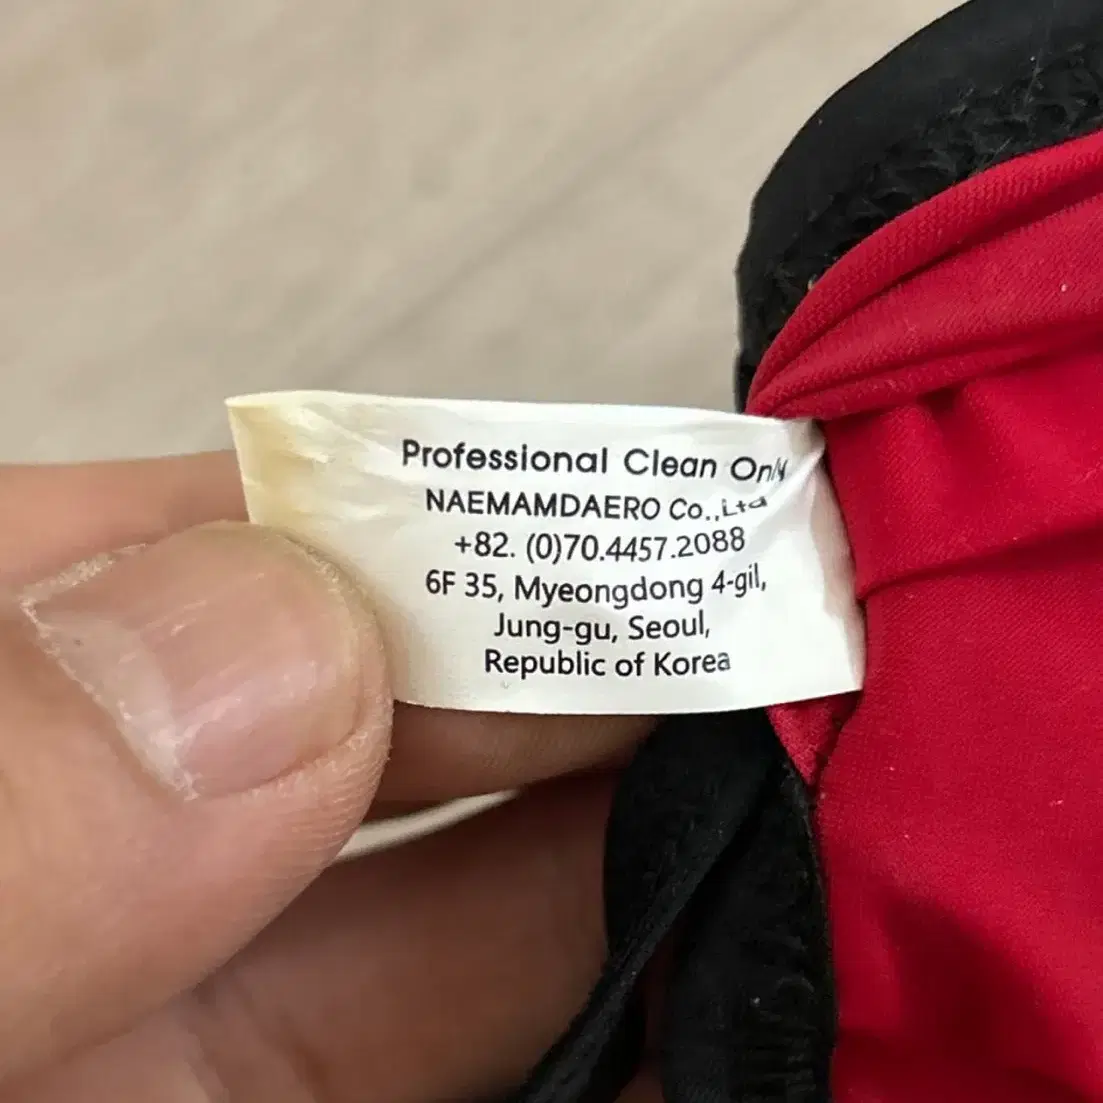 Professional Clean Only
NAEMAMDAERO Co.,Ltd
+82. (0)70.4457.2088
6F 35, Myeongdong 4-gil,
Jung-gu, Seoul,
Republic of Korea